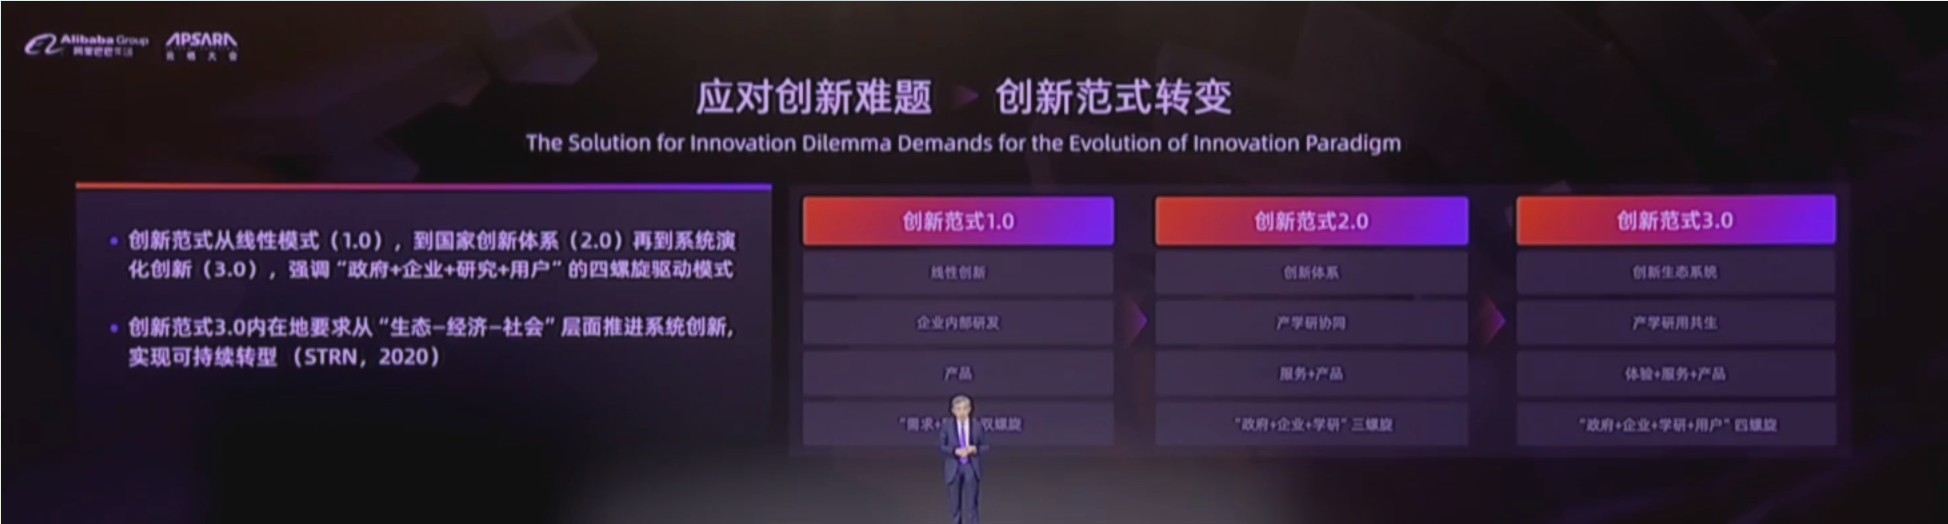 Alibaba Group
阿里巴巴集团
APSARA
云栖大会
应对创新难题 创新范式转变
The Solution for Innovation Dilemma Demands for the Evolution of Innovation Paradigm
• 创新范式从线性模式（1.0），到国家创新体系（2.0）再到系统演
化创新（3.0），强调“政府+企业+研究+用户”的四螺旋驱动模式
• 创新范式3.0内在地要求从“生态–经济–社会”层面推进系统创新,
实现可持续转型 （STRN，2020）
创新范式1.0
线性创新
企业内部研发
产品
“需求+ 双螺旋
创新范式2.0
创新体系
产学研协同
服务+产品
“政府+企业+学研”三螺旋
创新范式3.0
创新生态系统
产学研用共生
体验+服务+产品
“政府+企业+学研+用户”四螺旋